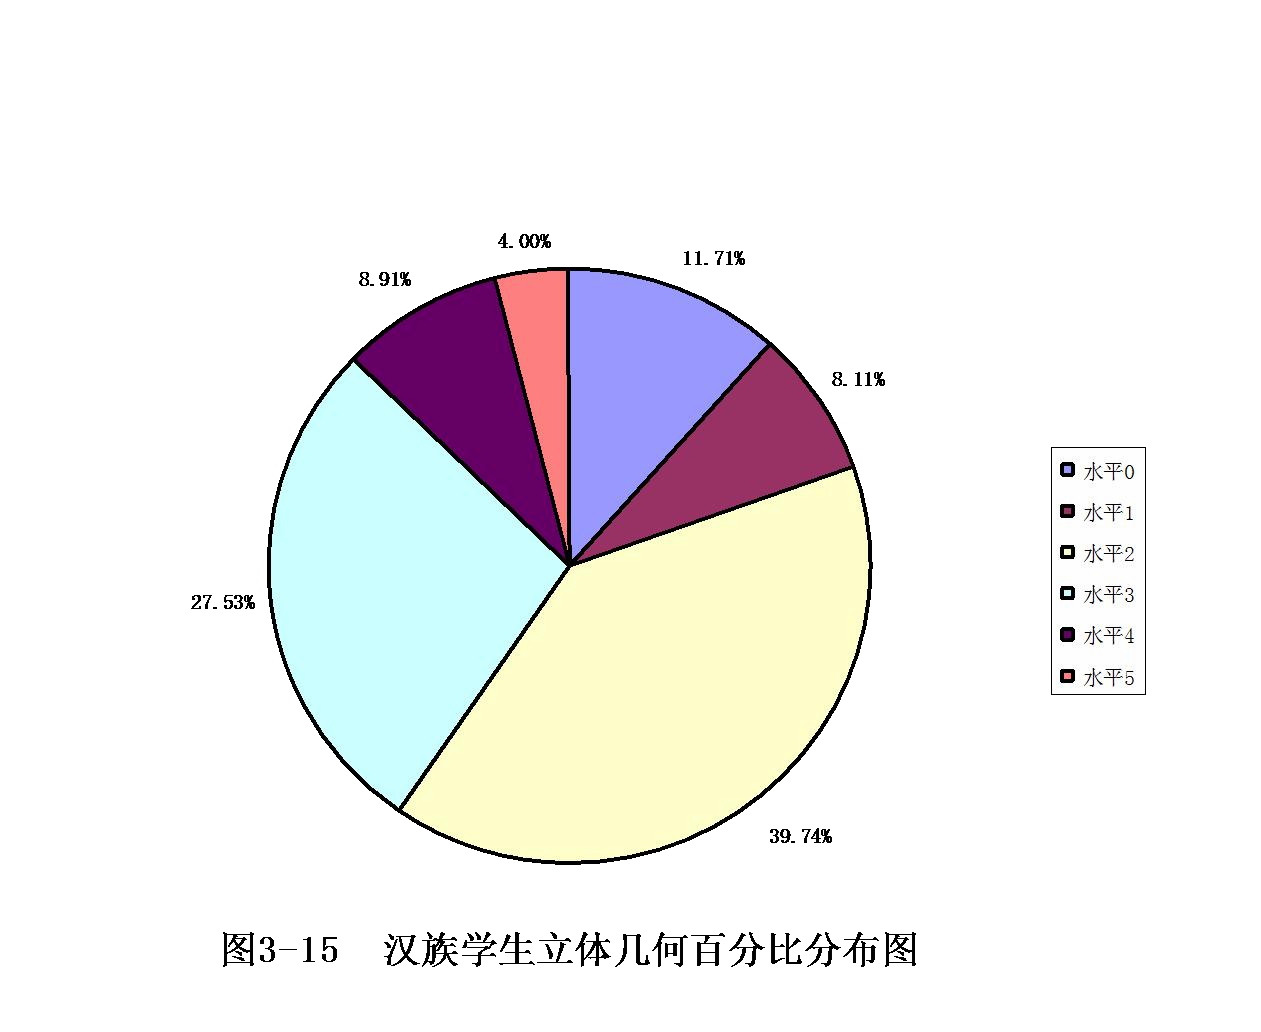 4.00%
11.71%
8.91%
8.11%
水平0
水平1
水平2
水平3
水平4
水平5
27.53%
39.74%
图3-15 汉族学生立体几何百分比分布图